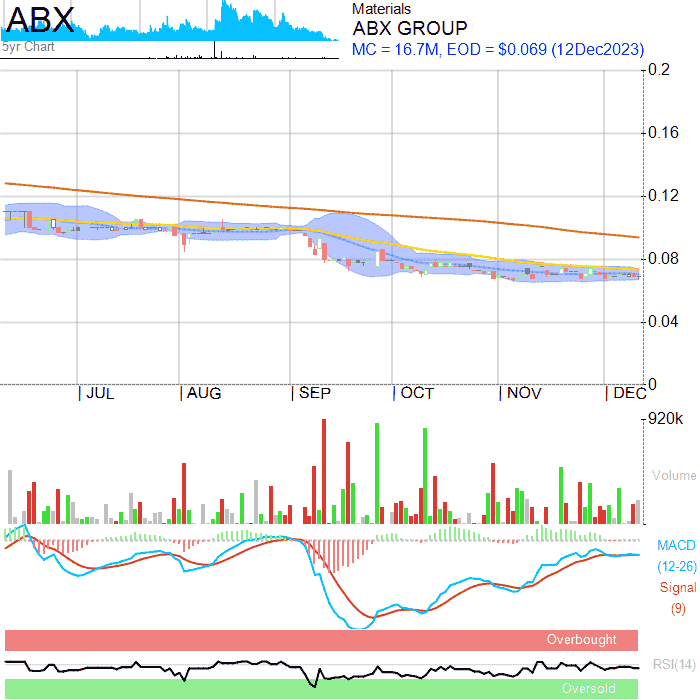 ABX
5yr Chart
Materials
ABX GROUP
MC = 16.7M, EOD = $0.069 (12Dec2023)
0.2
0.16
0.12
0.08
0.04
0
JUL AUG SEP OCT NOV DEC
920k
Volume
MACD
(12-26)
Signal
(9)
Overbought
RSI(14)
Oversold